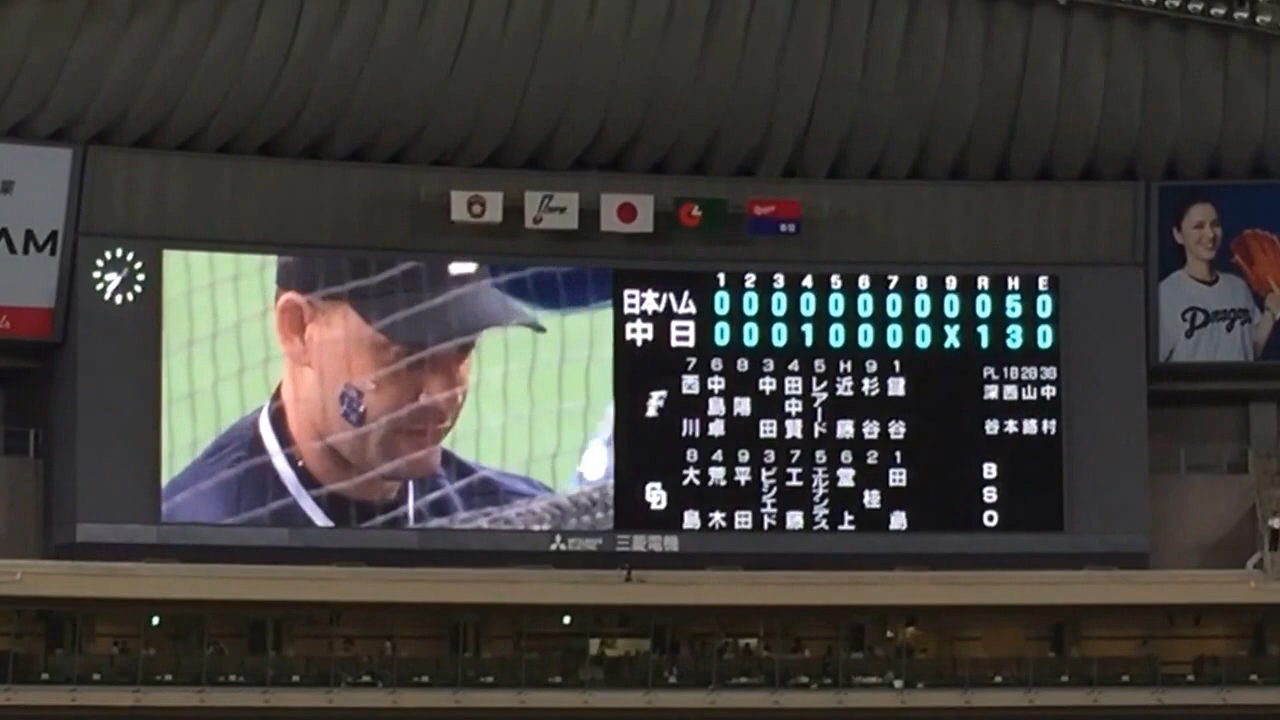 業
AM
1 2 3 4 5 6 7 8 9 R H E
日本ハム 0 0 0 0 0 0 0 0 0 0 5 0
中日 0 0 0 1 0 0 0 0 X 1 3 0
7 6 8 3 4 5 H 9 1
西川 中島卓 陽 中田 田中賢 レアード 近藤 杉谷 鍵谷
PL 1B 2B 3B
深谷 西本 山路 中村
F
8 4 9 3 7 5 6 2 1
大島 荒木 平田 ビシエド 工藤 エルナンデス 堂上 桂 田島
CD
B
S
O
三菱電機
Dragons